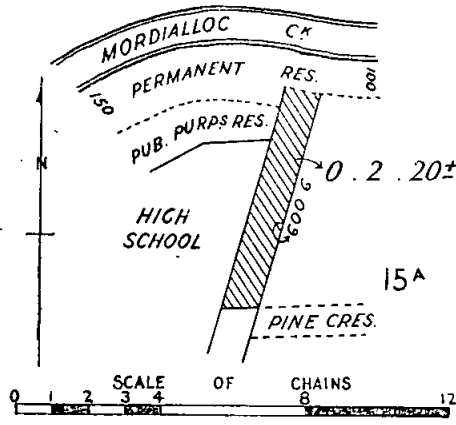 MORDIALLOC CK
PERMANENT RES.
150
100
PUB. PURPS RES.
N
0 . 2 . 20±
600 G
HIGH
SCHOOL
15A
PINE CRES.
SCALE OF CHAINS
0 1 2 3 4 8 12